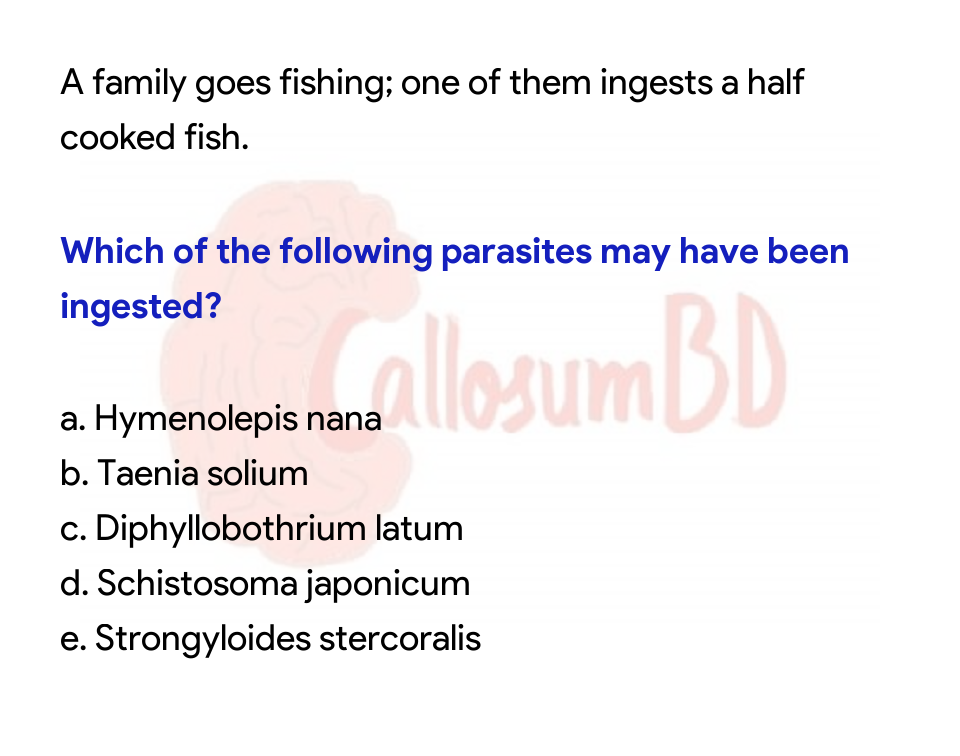 A family goes fishing; one of them ingests a half
cooked fish.
Which of the following parasites may have been
ingested?
CallosumBD
a. Hymenolepis nana
b. Taenia solium
c. Diphyllobothrium latum
d. Schistosoma japonicum
e. Strongyloides stercoralis